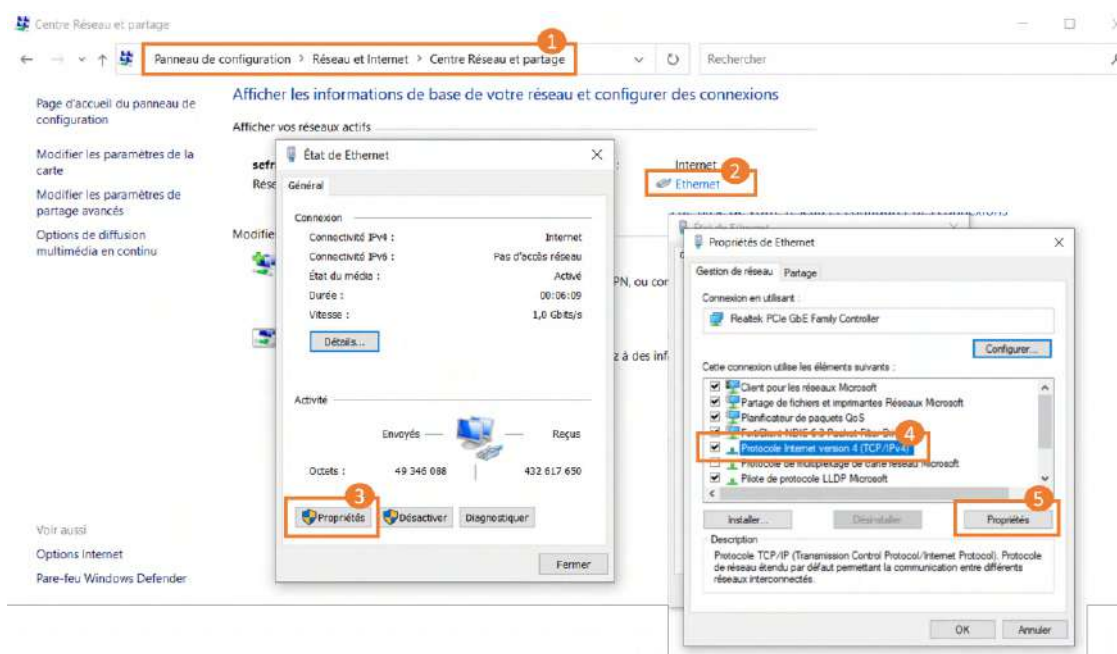 Centre Réseau et partage
1
Panneau de configuration > Réseau et Internet > Centre Réseau et partage
Rechercher
Page d'accueil du panneau de
configuration
Modifier les paramètres de la
carte
Modifier les paramètres de
partage avancés
Options de diffusion
multimédia en continu
Voir aussi
Options Internet
Pare-feu Windows Defender
Afficher les informations de base de votre réseau et configurer des connexions
Afficher vos réseaux actifs
sefr
Rése
Internet
2
Ethernet
Modifie
PN, ou cor
z à des inf
État de Ethernet
Général
Connexion
Connectivité IPv4 : Internet
Connectivité IPv6 : Pas d'accès réseau
État du média : Activé
Durée : 00:06:09
Vitesse : 1,0 Gbits/s
Détails...
Activité
Envoyés — — Reçus
Octets : 49 346 088 432 617 650
3
Propriétés Désactiver Diagnostiquer
Fermer
Propriétés de Ethernet
Gestion de réseau Partage
Connexion en utilisant :
Realtek PCIe GbE Family Controller
Configurer...
Cette connexion utilise les éléments suivants :
Client pour les réseaux Microsoft
Partage de fichiers et imprimantes Réseaux Microsoft
Planificateur de paquets QoS
4
Protocole Internet version 4 (TCP/IPv4)
Protocole de multiplexage de carte réseau Microsoft
Pilote de protocole LLDP Microsoft
5
Installer... Désinstaller Propriétés
Description
Protocole TCP/IP (Transmission Control Protocol/Internet Protocol). Protocole
de réseau étendu par défaut permettant la communication entre différents
réseaux interconnectés.
OK Annuler